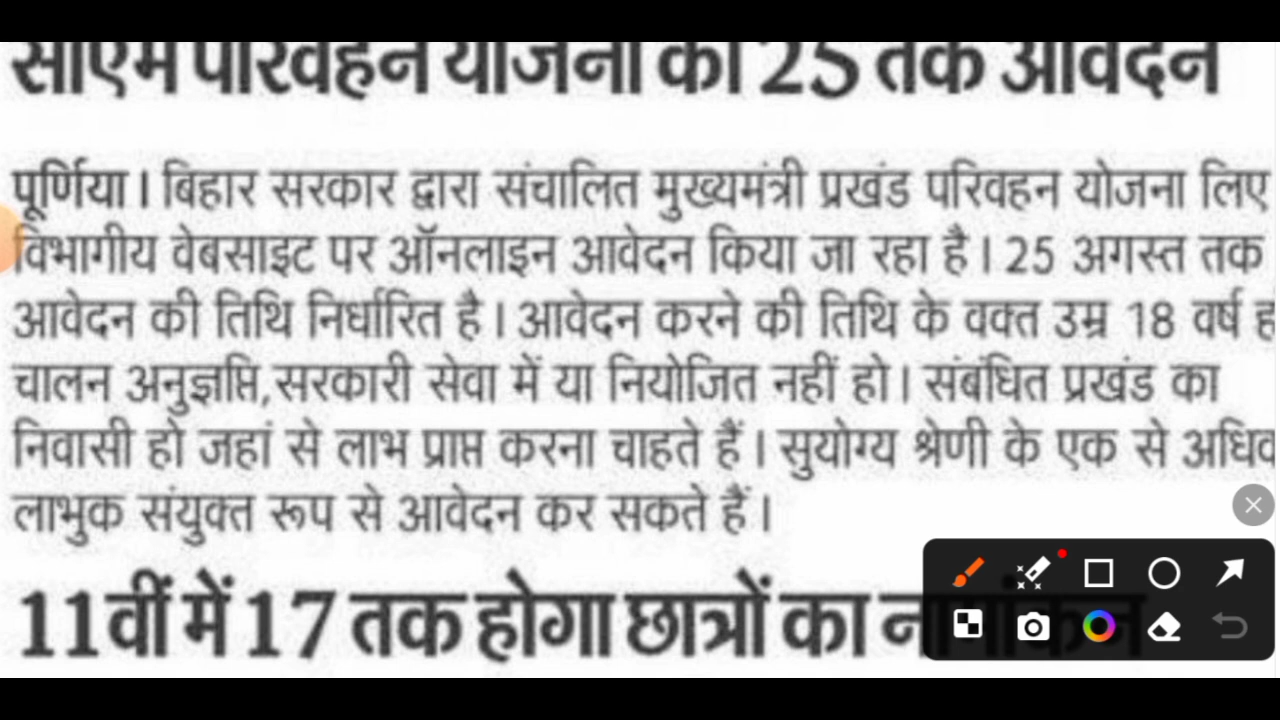 सीएम परिवहन योजना का 25 तक आवेदन
पूर्णिया। बिहार सरकार द्वारा संचालित मुख्यमंत्री प्रखंड परिवहन योजना लिए
विभागीय वेबसाइट पर ऑनलाइन आवेदन किया जा रहा है। 25 अगस्त तक
आवेदन की तिथि निर्धारित है। आवेदन करने की तिथि के वक्त उम्र 18 वर्ष
चालन अनुज्ञप्ति,सरकारी सेवा में या नियोजित नहीं हो। संबंधित प्रखंड का
निवासी हो जहां से लाभ प्राप्त करना चाहते हैं। सुयोग्य श्रेणी के एक से
लाभुक संयुक्त रूप से आवेदन कर सकते हैं।
11वीं में 17 तक होगा छात्रों का